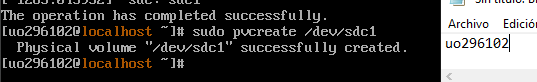 The operation has completed successfully.
[uo296102@localhost ~]# sudo pvcreate /dev/sdc1
Physical volume "/dev/sdc1" successfully created.
[uo296102@localhost ~]#
Archivo Edición
uo296102